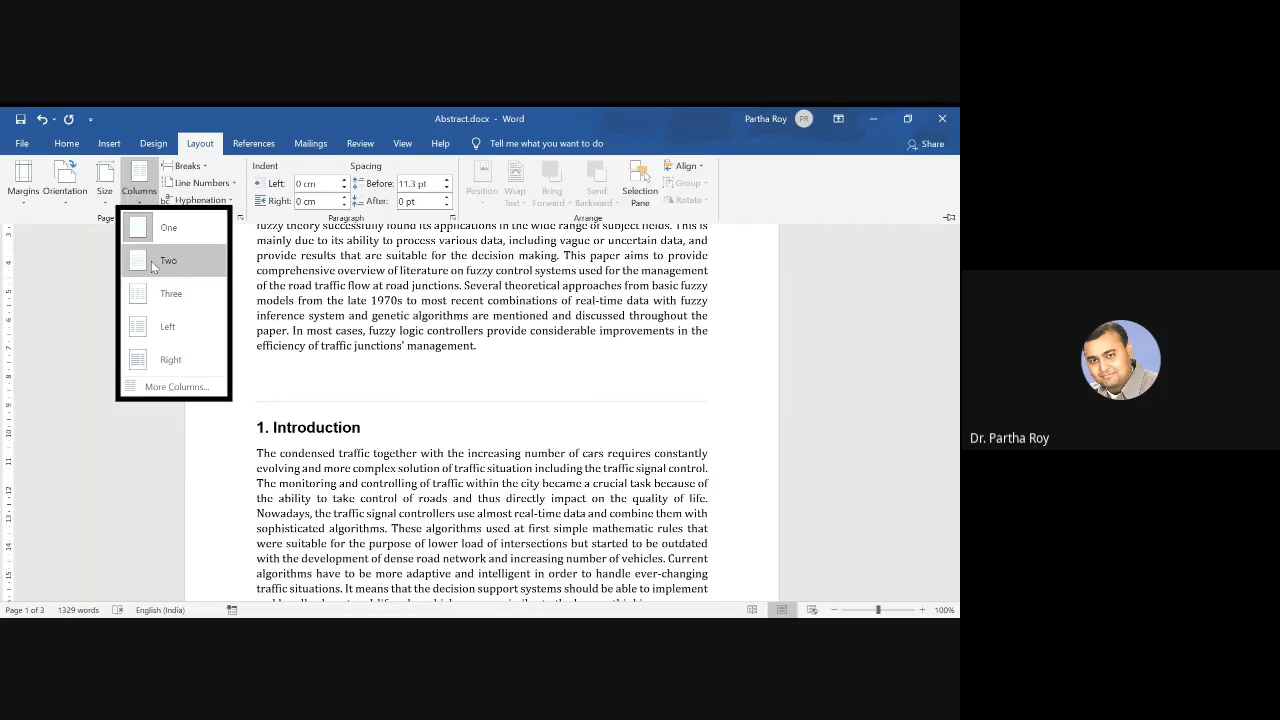 Abstract.docx - Word
Partha Roy PR
File Home Insert Design Layout References Mailings Review View Help Tell me what you want to do Share
Margins Orientation Size Columns
Breaks
Line Numbers
Hyphenation
Indent
Left: 0 cm
Right: 0 cm
Spacing
Before: 11.3 pt
After: 0 pt
Paragraph
Position
Wrap Text
Bring Forward
Send Backward
Selection Pane
Align
Group
Rotate
Arrange
One
Two
Three
Left
Right
More Columns...
fuzzy theory successfully found its applications in the wide range of subject fields. This is
mainly due to its ability to process various data, including vague or uncertain data, and
provide results that are suitable for the decision making. This paper aims to provide
comprehensive overview of literature on fuzzy control systems used for the management
of the road traffic flow at road junctions. Several theoretical approaches from basic fuzzy
models from the late 1970s to most recent combinations of real-time data with fuzzy
inference system and genetic algorithms are mentioned and discussed throughout the
paper. In most cases, fuzzy logic controllers provide considerable improvements in the
efficiency of traffic junctions’ management.
1. Introduction
The condensed traffic together with the increasing number of cars requires constantly
evolving and more complex solution of traffic situation including the traffic signal control.
The monitoring and controlling of traffic within the city became a crucial task because of
the ability to take control of roads and thus directly impact on the quality of life.
Nowadays, the traffic signal controllers use almost real-time data and combine them with
sophisticated algorithms. These algorithms used at first simple mathematic rules that
were suitable for the purpose of lower load of intersections but started to be outdated
with the development of dense road network and increasing number of vehicles. Current
algorithms have to be more adaptive and intelligent in order to handle ever-changing
traffic situations. It means that the decision support systems should be able to implement
Page 1 of 3 1329 words English (India) 100%
Dr. Partha Roy